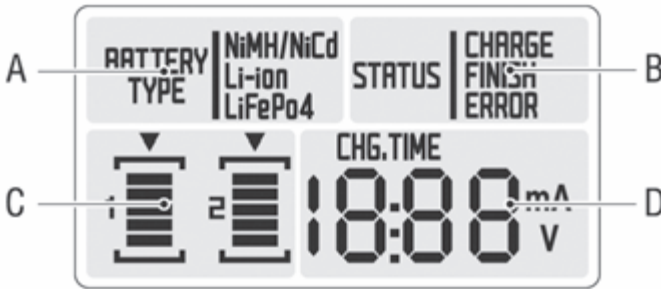 A
BATTERY
TYPE
NiMH/NiCd
Li-ion
LiFePo4
STATUS
CHARGE
FINISH
ERROR
B
C
1
2
CHG.TIME
18:88
mA
V
D